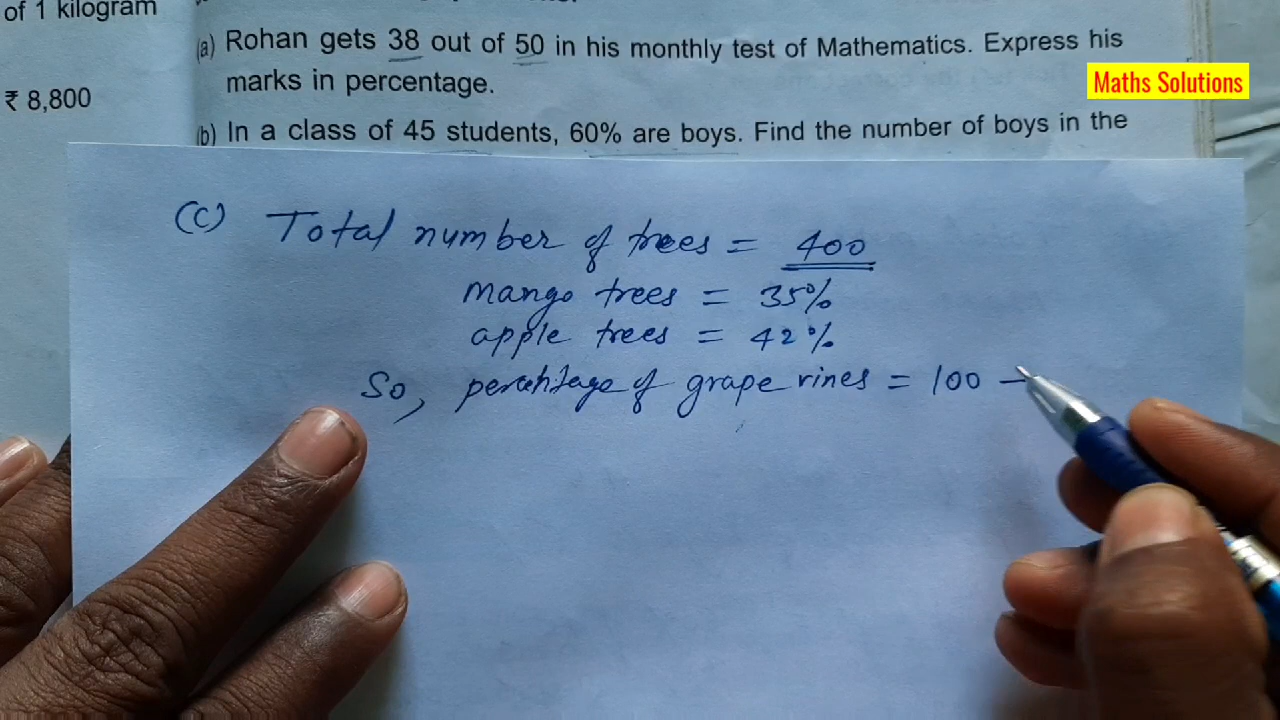 of 1 kilogram
₹ 8,800
(a) Rohan gets 38 out of 50 in his monthly test of Mathematics. Express his
marks in percentage.
Maths Solutions
(b) In a class of 45 students, 60% are boys. Find the number of boys in the
(C) Total number of trees = 400
mango trees = 35%
apple trees = 42%
So, percentage of grape vines = 100 −